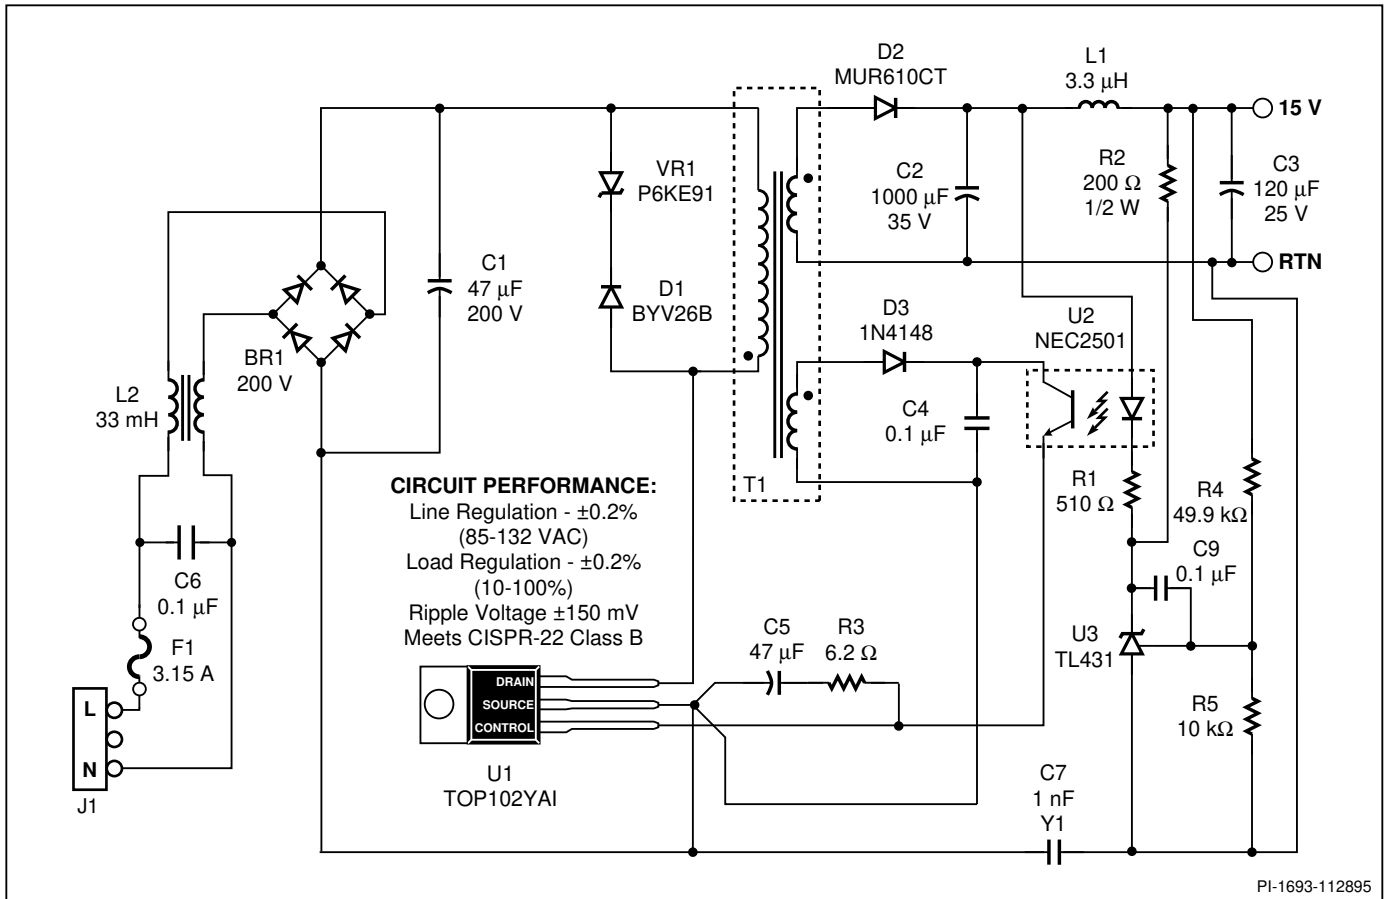 D2
MUR610CT
L1
3.3 μH
15 V
VR1
P6KE91
C2
1000 μF
35 V
R2
200 Ω
1/2 W
C3
120 μF
25 V
RTN
C1
47 μF
200 V
D1
BYV26B
D3
1N4148
U2
NEC2501
BR1
200 V
L2
33 mH
C4
0.1 μF
T1
R1
510 Ω
R4
49.9 kΩ
CIRCUIT PERFORMANCE:
Line Regulation - ±0.2%
(85-132 VAC)
Load Regulation - ±0.2%
(10-100%)
Ripple Voltage ±150 mV
Meets CISPR-22 Class B
C9
0.1 μF
C6
0.1 μF
F1
3.15 A
C5
47 μF
R3
6.2 Ω
U3
TL431
DRAIN
SOURCE
CONTROL
R5
10 kΩ
L
N
J1
U1
TOP102YAI
C7
1 nF
Y1
PI-1693-112895